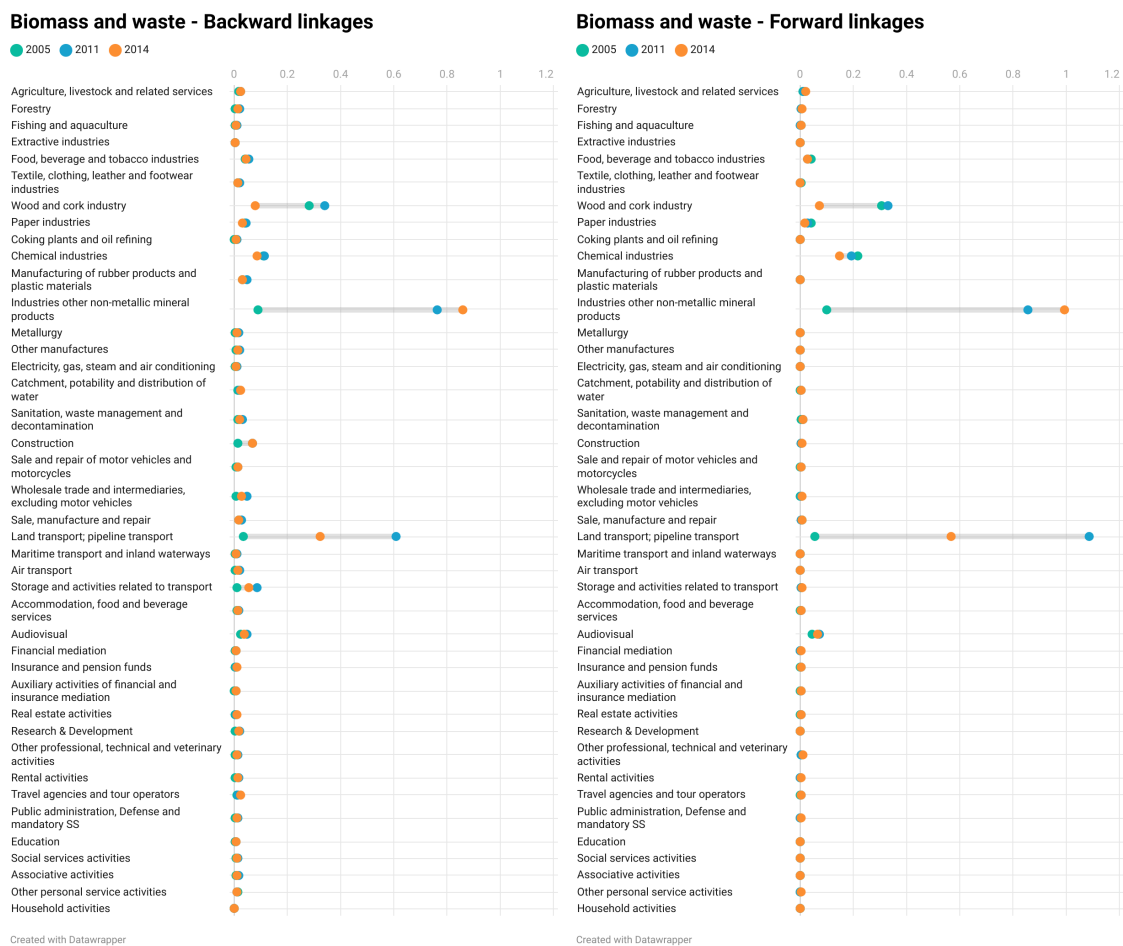 Biomass and waste - Backward linkages
2005 2011 2014
0 0.2 0.4 0.6 0.8 1 1.2
Agriculture, livestock and related services
Forestry
Fishing and aquaculture
Extractive industries
Food, beverage and tobacco industries
Textile, clothing, leather and footwear
industries
Wood and cork industry
Paper industries
Coking plants and oil refining
Chemical industries
Manufacturing of rubber products and
plastic materials
Industries other non-metallic mineral
products
Metallurgy
Other manufactures
Electricity, gas, steam and air conditioning
Catchment, potability and distribution of
water
Sanitation, waste management and
decontamination
Construction
Sale and repair of motor vehicles and
motorcycles
Wholesale trade and intermediaries,
excluding motor vehicles
Sale, manufacture and repair
Land transport; pipeline transport
Maritime transport and inland waterways
Air transport
Storage and activities related to transport
Accommodation, food and beverage
services
Audiovisual
Financial mediation
Insurance and pension funds
Auxiliary activities of financial and
insurance mediation
Real estate activities
Research & Development
Other professional, technical and veterinary
activities
Rental activities
Travel agencies and tour operators
Public administration, Defense and
mandatory SS
Education
Social services activities
Associative activities
Other personal service activities
Household activities
Created with Datawrapper
Biomass and waste - Forward linkages
2005 2011 2014
0 0.2 0.4 0.6 0.8 1 1.2
Agriculture, livestock and related services
Forestry
Fishing and aquaculture
Extractive industries
Food, beverage and tobacco industries
Textile, clothing, leather and footwear
industries
Wood and cork industry
Paper industries
Coking plants and oil refining
Chemical industries
Manufacturing of rubber products and
plastic materials
Industries other non-metallic mineral
products
Metallurgy
Other manufactures
Electricity, gas, steam and air conditioning
Catchment, potability and distribution of
water
Sanitation, waste management and
decontamination
Construction
Sale and repair of motor vehicles and
motorcycles
Wholesale trade and intermediaries,
excluding motor vehicles
Sale, manufacture and repair
Land transport; pipeline transport
Maritime transport and inland waterways
Air transport
Storage and activities related to transport
Accommodation, food and beverage
services
Audiovisual
Financial mediation
Insurance and pension funds
Auxiliary activities of financial and
insurance mediation
Real estate activities
Research & Development
Other professional, technical and veterinary
activities
Rental activities
Travel agencies and tour operators
Public administration, Defense and
mandatory SS
Education
Social services activities
Associative activities
Other personal service activities
Household activities
Created with Datawrapper